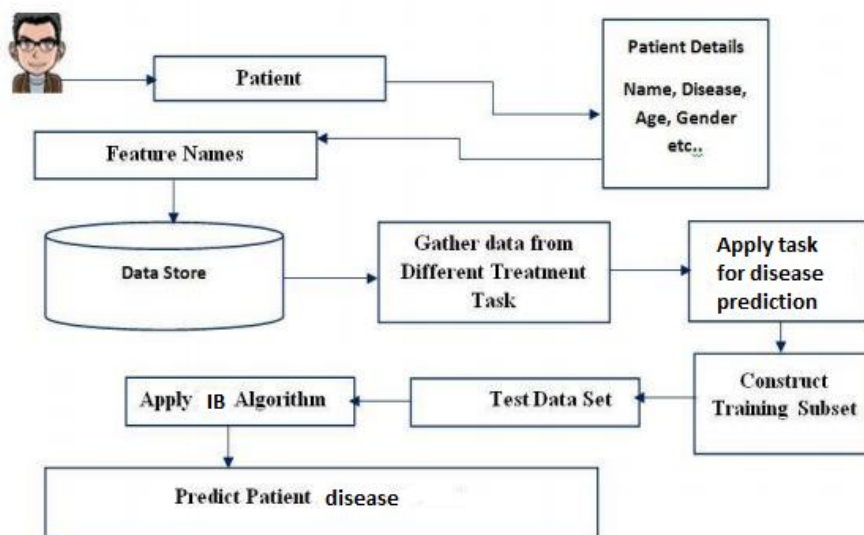 Patient
Patient Details
Name, Disease,
Age, Gender
etc..
Feature Names
Data Store
Gather data from
Different Treatment
Task
Apply task
for disease
prediction
Construct
Training Subset
Test Data Set
Apply IB Algorithm
Predict Patient disease